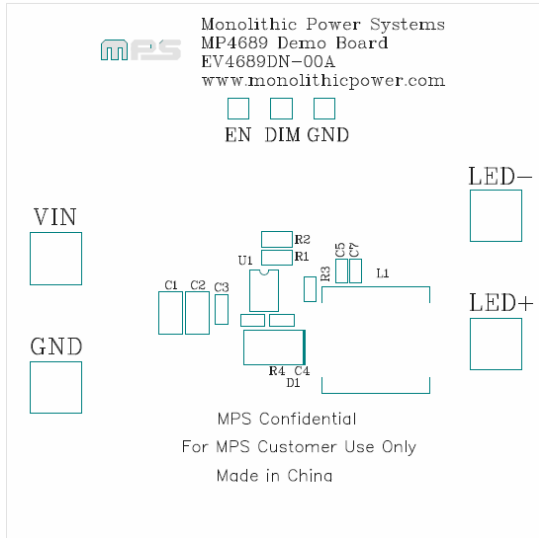 MPS
Monolithic Power Systems
MP4689 Demo Board
EV4689DN-00A
www.monolithicpower.com
EN DIM GND
LED-
VIN
R2
R1
U1
R3
C5
C7
L1
C1 C2 C3
LED+
GND
R4 C4
D1
MPS Confidential
For MPS Customer Use Only
Made in China